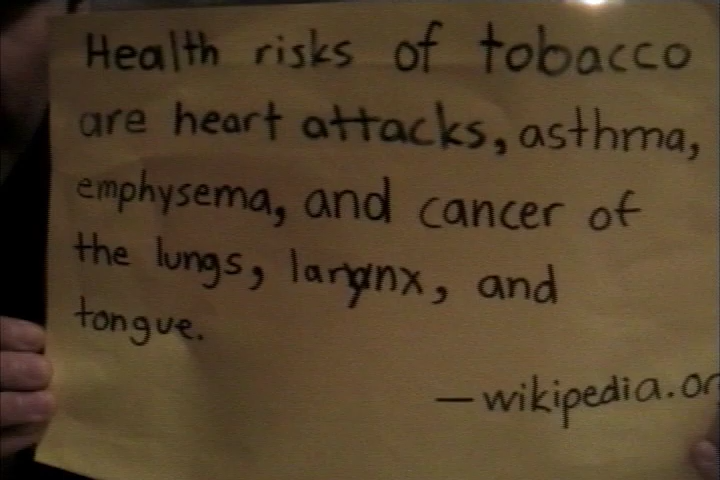 Health risks of tobacco
are heart attacks, asthma,
emphysema, and cancer of
the lungs, larynx, and
tongue.
—wikipedia.or